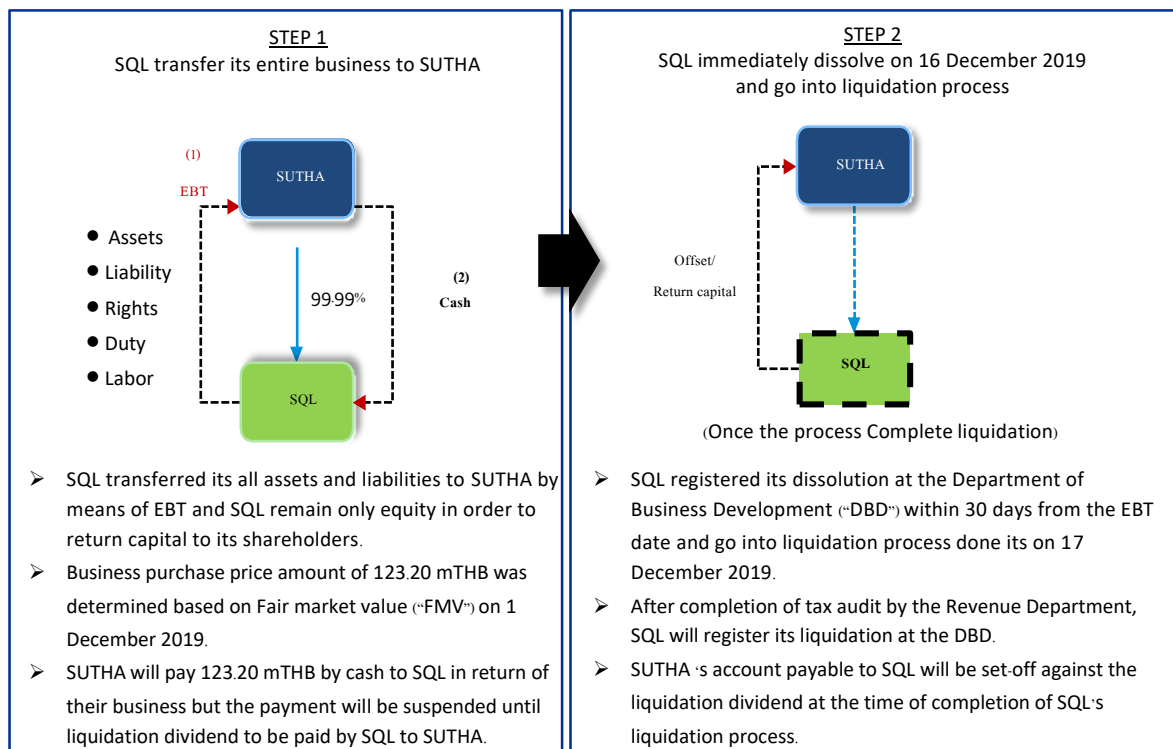 STEP 1
SQL transfer its entire business to SUTHA
(1)
EBT
SUTHA
● Assets
● Liability
● Rights
● Duty
● Labor
99.99%
(2)
Cash
SQL
➢ SQL transferred its all assets and liabilities to SUTHA by
means of EBT and SQL remain only equity in order to
return capital to its shareholders.
➢ Business purchase price amount of 123.20 mTHB was
determined based on Fair market value (“FMV”) on 1
December 2019.
➢ SUTHA will pay 123.20 mTHB by cash to SQL in return of
their business but the payment will be suspended until
liquidation dividend to be paid by SQL to SUTHA.
STEP 2
SQL immediately dissolve on 16 December 2019
and go into liquidation process
SUTHA
Offset/
Return capital
SQL
(Once the process Complete liquidation)
➢ SQL registered its dissolution at the Department of
Business Development (“DBD”) within 30 days from the EBT
date and go into liquidation process done its on 17
December 2019.
➢ After completion of tax audit by the Revenue Department,
SQL will register its liquidation at the DBD.
➢ SUTHA ‘s account payable to SQL will be set-off against the
liquidation dividend at the time of completion of SQL‘s
liquidation process.